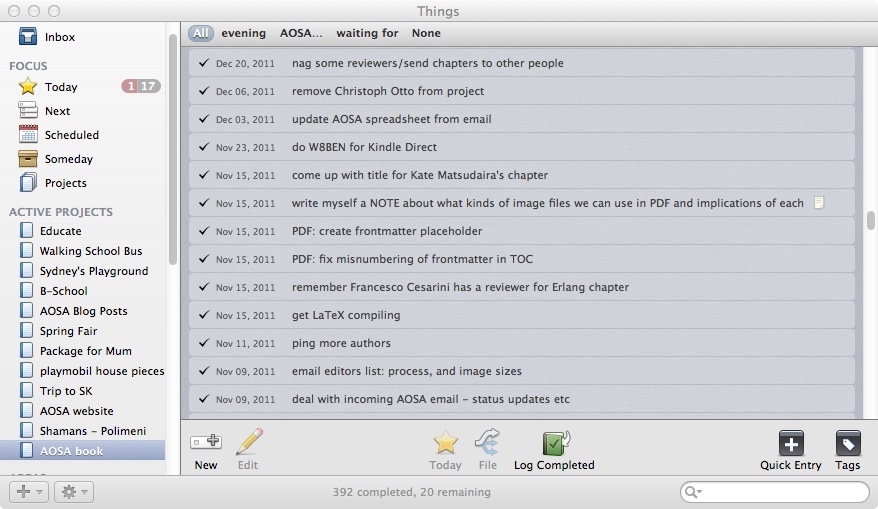 Things
Inbox
FOCUS
Today 1 17
Next
Scheduled
Someday
Projects
ACTIVE PROJECTS
Educate
Walking School Bus
Sydney's Playground
B-School
AOSA Blog Posts
Spring Fair
Package for Mum
playmobil house pieces
Trip to SK
AOSA website
Shamans - Polimeni
AOSA book
All evening AOSA... waiting for None
Dec 20, 2011 nag some reviewers/send chapters to other people
Dec 06, 2011 remove Christoph Otto from project
Dec 03, 2011 update AOSA spreadsheet from email
Nov 23, 2011 do W8BEN for Kindle Direct
Nov 15, 2011 come up with title for Kate Matsudaira's chapter
Nov 15, 2011 write myself a NOTE about what kinds of image files we can use in PDF and implications of each
Nov 15, 2011 PDF: create frontmatter placeholder
Nov 15, 2011 PDF: fix misnumbering of frontmatter in TOC
Nov 15, 2011 remember Francesco Cesarini has a reviewer for Erlang chapter
Nov 15, 2011 get LaTeX compiling
Nov 11, 2011 ping more authors
Nov 09, 2011 email editors list: process, and image sizes
Nov 09, 2011 deal with incoming AOSA email - status updates etc
New Edit Today File Log Completed Quick Entry Tags
392 completed, 20 remaining